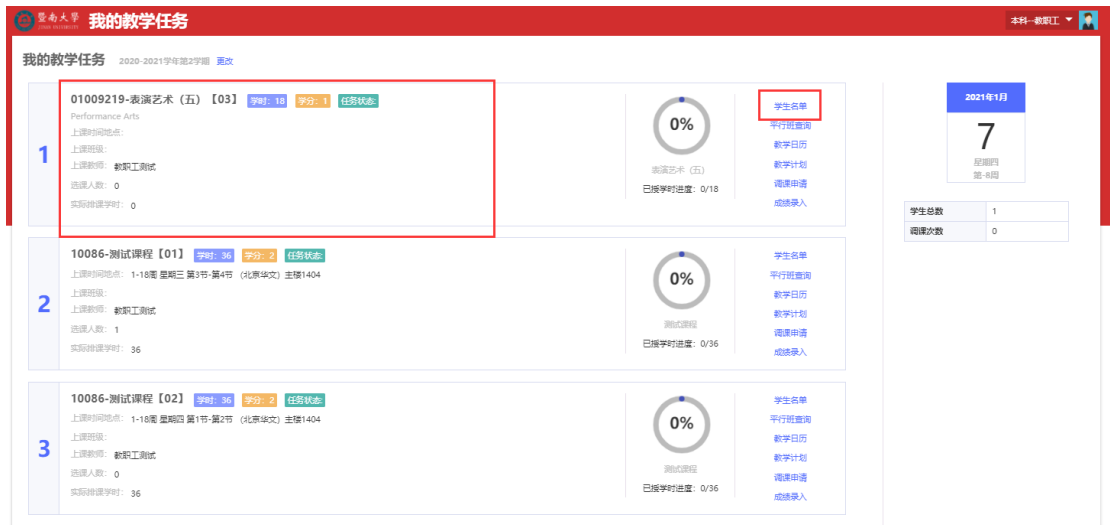 暨南大學 我的教学任务
JINAN UNIVERSITY
本科--教职工
我的教学任务 2020-2021学年第2学期 更改
1
01009219-表演艺术（五）【03】 学时：18 学分：1 任务状态:
Performance Arts
上课时间地点:
上课班级:
上课教师: 教职工测试
选课人数: 0
实际排课学时: 0
0%
表演艺术（五）
已授学时进度：0/18
学生名单
平行班查询
教学日历
教学计划
调课申请
成绩录入
2
10086-测试课程【01】 学时：36 学分：2 任务状态:
上课时间地点: 1-18周 星期三 第3节-第4节 （北京华文）主楼1404
上课班级:
上课教师: 教职工测试
选课人数: 1
实际排课学时: 36
0%
测试课程
已授学时进度：0/36
学生名单
平行班查询
教学日历
教学计划
调课申请
成绩录入
3
10086-测试课程【02】 学时：36 学分：2 任务状态:
上课时间地点: 1-18周 星期四 第1节-第2节 （北京华文）主楼1404
上课班级:
上课教师: 教职工测试
选课人数: 0
实际排课学时: 36
0%
测试课程
已授学时进度：0/36
学生名单
平行班查询
教学日历
教学计划
调课申请
成绩录入
2021年1月
7
星期四
第-8周
学生总数 1
调课次数 0